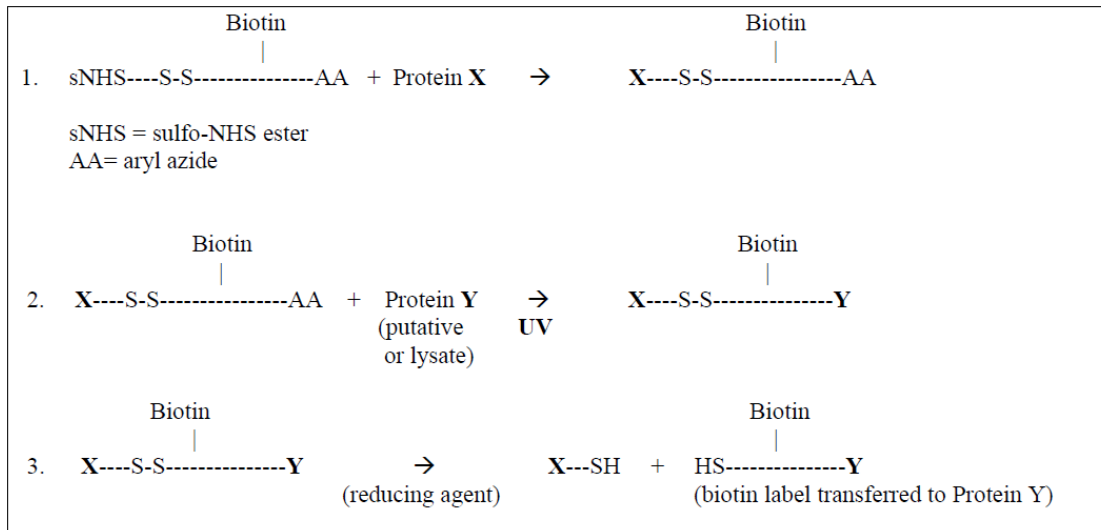 Biotin Biotin
| |
1. sNHS----S-S---------------AA + Protein X → X----S-S----------------AA
sNHS = sulfo-NHS ester
AA= aryl azide
Biotin Biotin
| |
2. X----S-S----------------AA + Protein Y → X----S-S---------------Y
(putative UV
or lysate)
Biotin Biotin
| |
3. X----S-S---------------Y → X---SH + HS---------------Y
(reducing agent) (biotin label transferred to Protein Y)